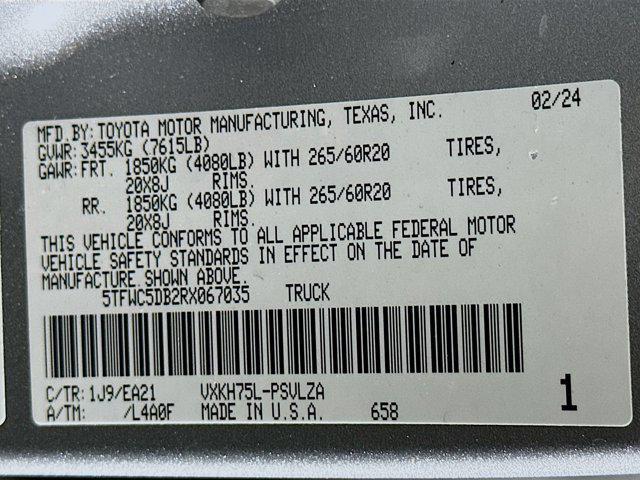 MFD.BY: TOYOTA MOTOR MANUFACTURING, TEXAS, INC. 02/24
GVWR: 3455KG (7615LB)
GAWR: FRT. 1850KG (4080LB) WITH 265/60R20 TIRES,
20X8J RIMS.
RR. 1850KG (4080LB) WITH 265/60R20 TIRES,
20X8J RIMS.
THIS VEHICLE CONFORMS TO ALL APPLICABLE FEDERAL MOTOR
VEHICLE SAFETY STANDARDS IN EFFECT ON THE DATE OF
MANUFACTURE SHOWN ABOVE.
5TFWC5DB2RX067035 TRUCK
C/TR: 1J9/EA21 VXKH75L-PSVLZA
A/TM: /L4A0F MADE IN U.S.A. 658 1